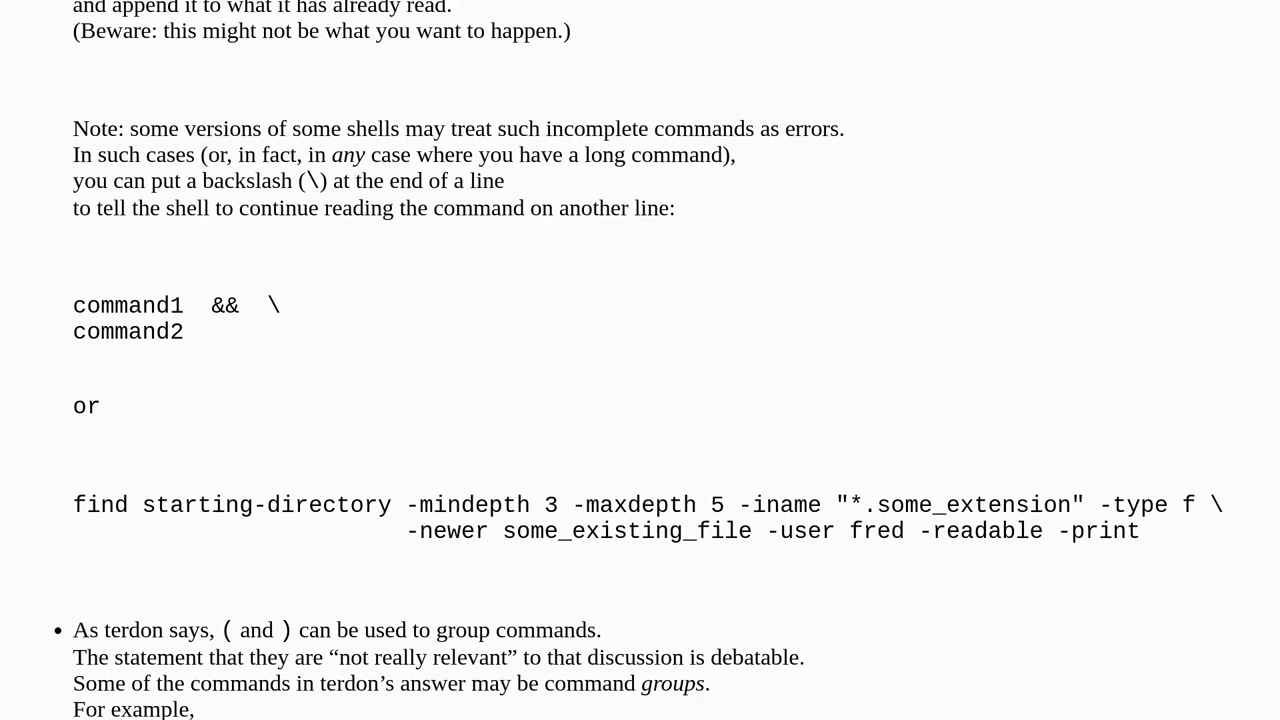 and append it to what it has already read.
(Beware: this might not be what you want to happen.)
Note: some versions of some shells may treat such incomplete commands as errors.
In such cases (or, in fact, in any case where you have a long command),
you can put a backslash (\) at the end of a line
to tell the shell to continue reading the command on another line:
command1  &&  \
command2
or
find starting-directory -mindepth 3 -maxdepth 5 -iname "*.some_extension" -type f \
                        -newer some_existing_file -user fred -readable -print
• As terdon says, ( and ) can be used to group commands.
The statement that they are “not really relevant” to that discussion is debatable.
Some of the commands in terdon’s answer may be command groups.
For example,